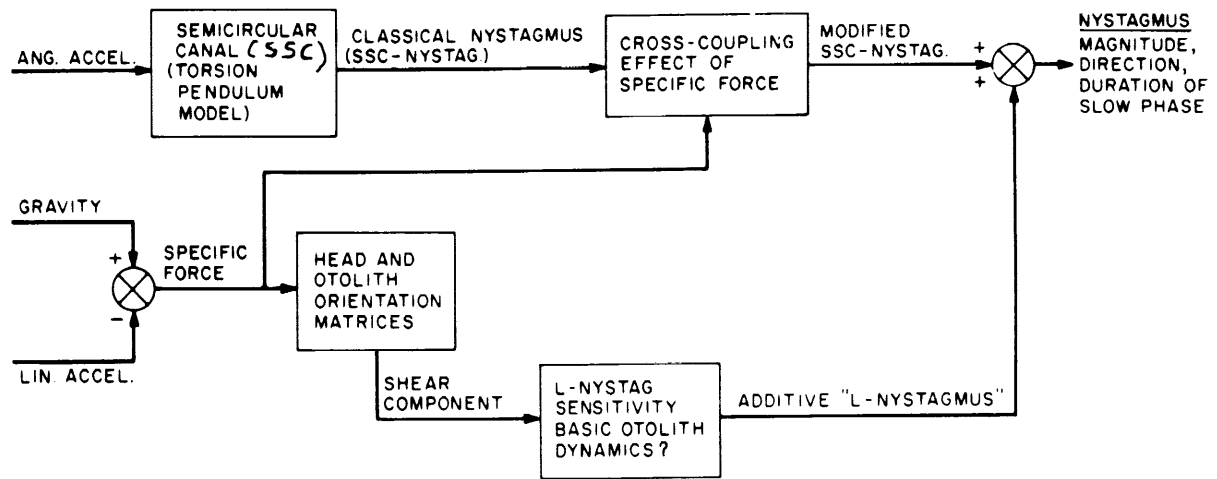 ANG. ACCEL.
SEMICIRCULAR
CANAL (SSC)
(TORSION
PENDULUM
MODEL)
CLASSICAL NYSTAGMUS
(SSC-NYSTAG.)
CROSS-COUPLING
EFFECT OF
SPECIFIC FORCE
MODIFIED
SSC-NYSTAG.
+
+
NYSTAGMUS
MAGNITUDE,
DIRECTION,
DURATION OF
SLOW PHASE
GRAVITY
+
-
SPECIFIC
FORCE
LIN. ACCEL.
HEAD AND
OTOLITH
ORIENTATION
MATRICES
SHEAR
COMPONENT
L-NYSTAG
SENSITIVITY
BASIC OTOLITH
DYNAMICS?
ADDITIVE "L-NYSTAGMUS"